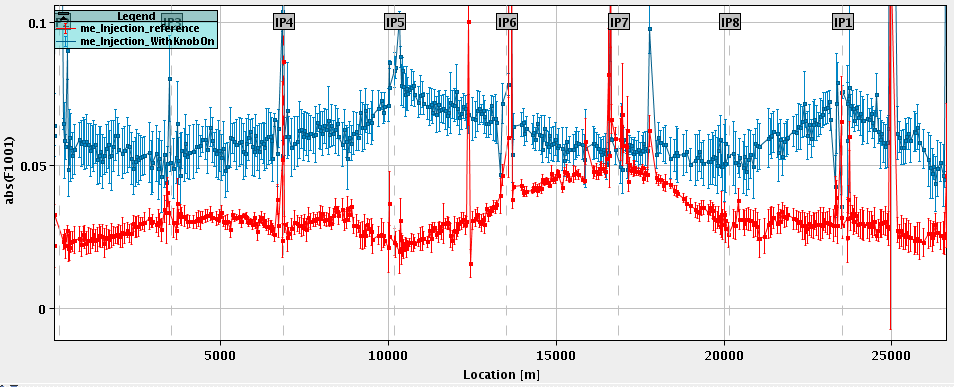 Legend
me_Injection_reference
me_Injection_WithKnobOn
IP3
IP4
IP5
IP6
IP7
IP8
IP1
0.1
0.05
0
abs(F1001)
5000
10000
15000
20000
25000
Location [m]